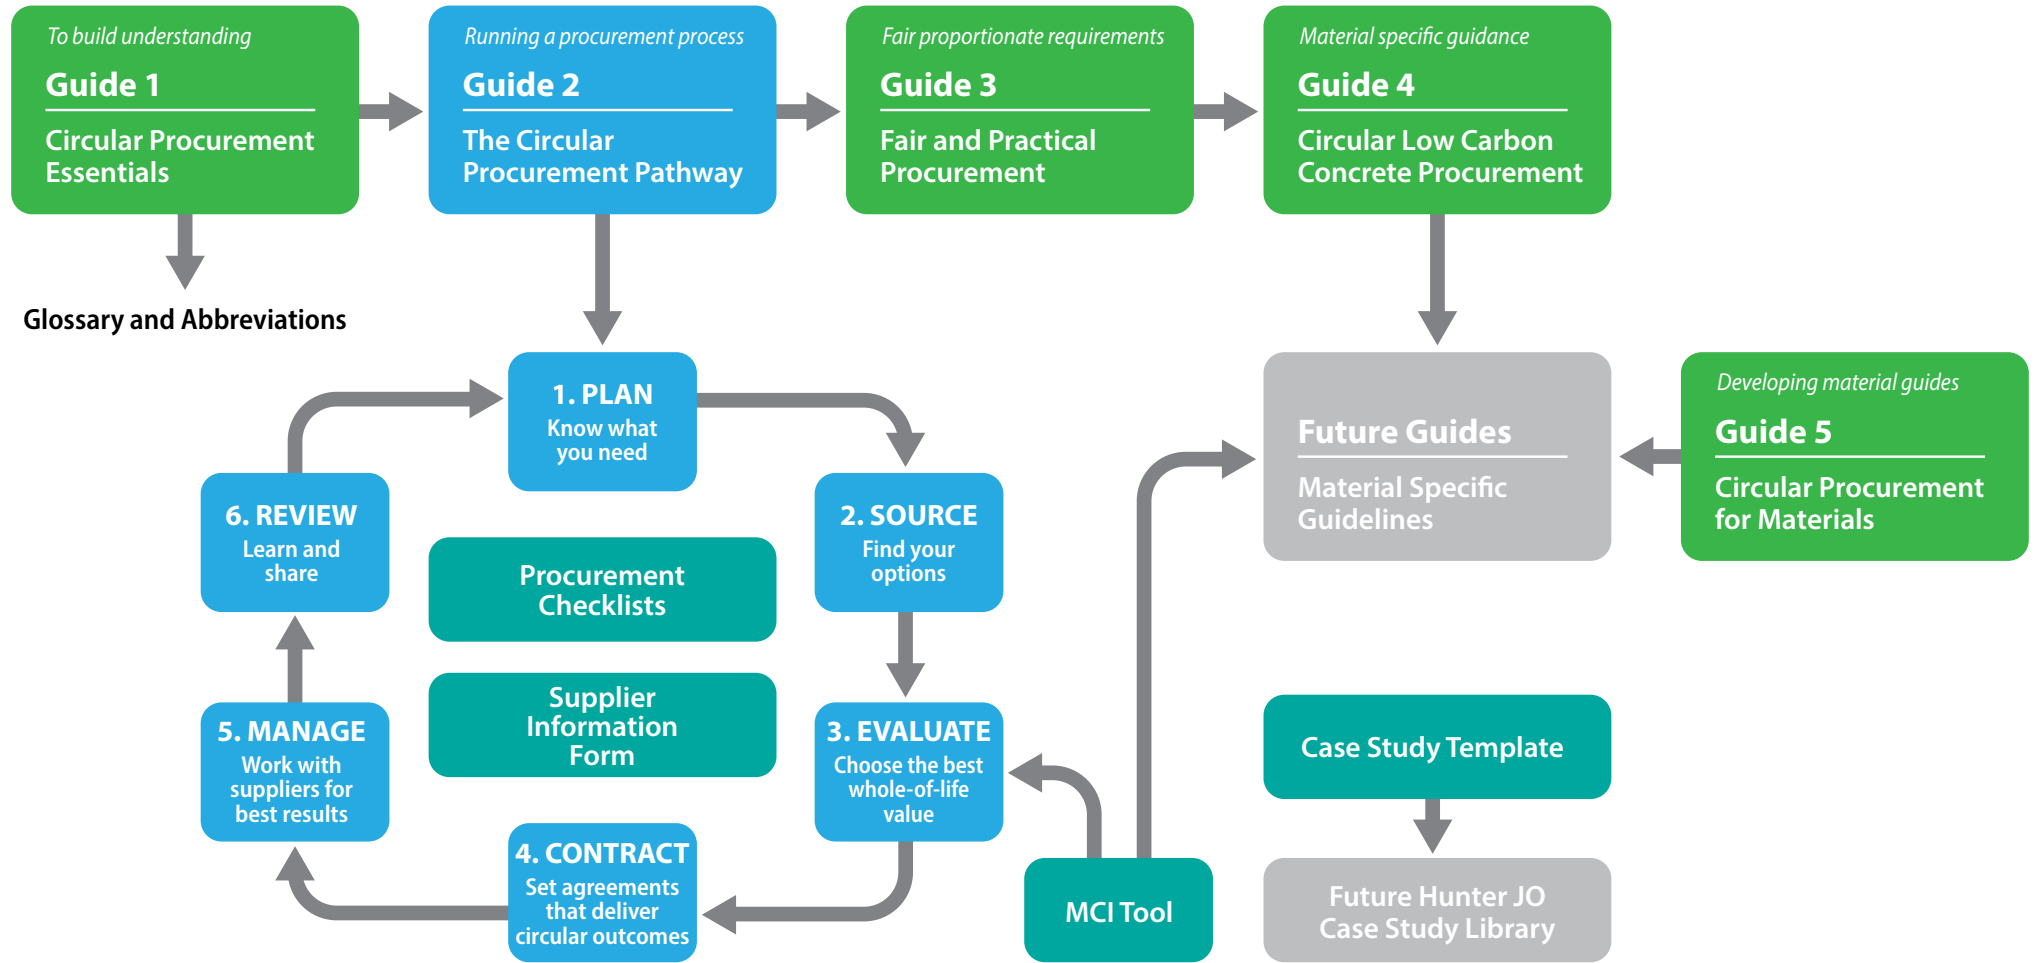 To build understanding
Guide 1
Circular Procurement
Essentials
Running a procurement process
Guide 2
The Circular
Procurement Pathway
Fair proportionate requirements
Guide 3
Fair and Practical
Procurement
Material specific guidance
Guide 4
Circular Low Carbon
Concrete Procurement
Glossary and Abbreviations
1. PLAN
Know what
you need
2. SOURCE
Find your
options
3. EVALUATE
Choose the best
whole-of-life
value
4. CONTRACT
Set agreements
that deliver
circular outcomes
5. MANAGE
Work with
suppliers for
best results
6. REVIEW
Learn and
share
Procurement
Checklists
Supplier
Information
Form
MCI Tool
Future Guides
Material Specific
Guidelines
Developing material guides
Guide 5
Circular Procurement
for Materials
Case Study Template
Future Hunter JO
Case Study Library